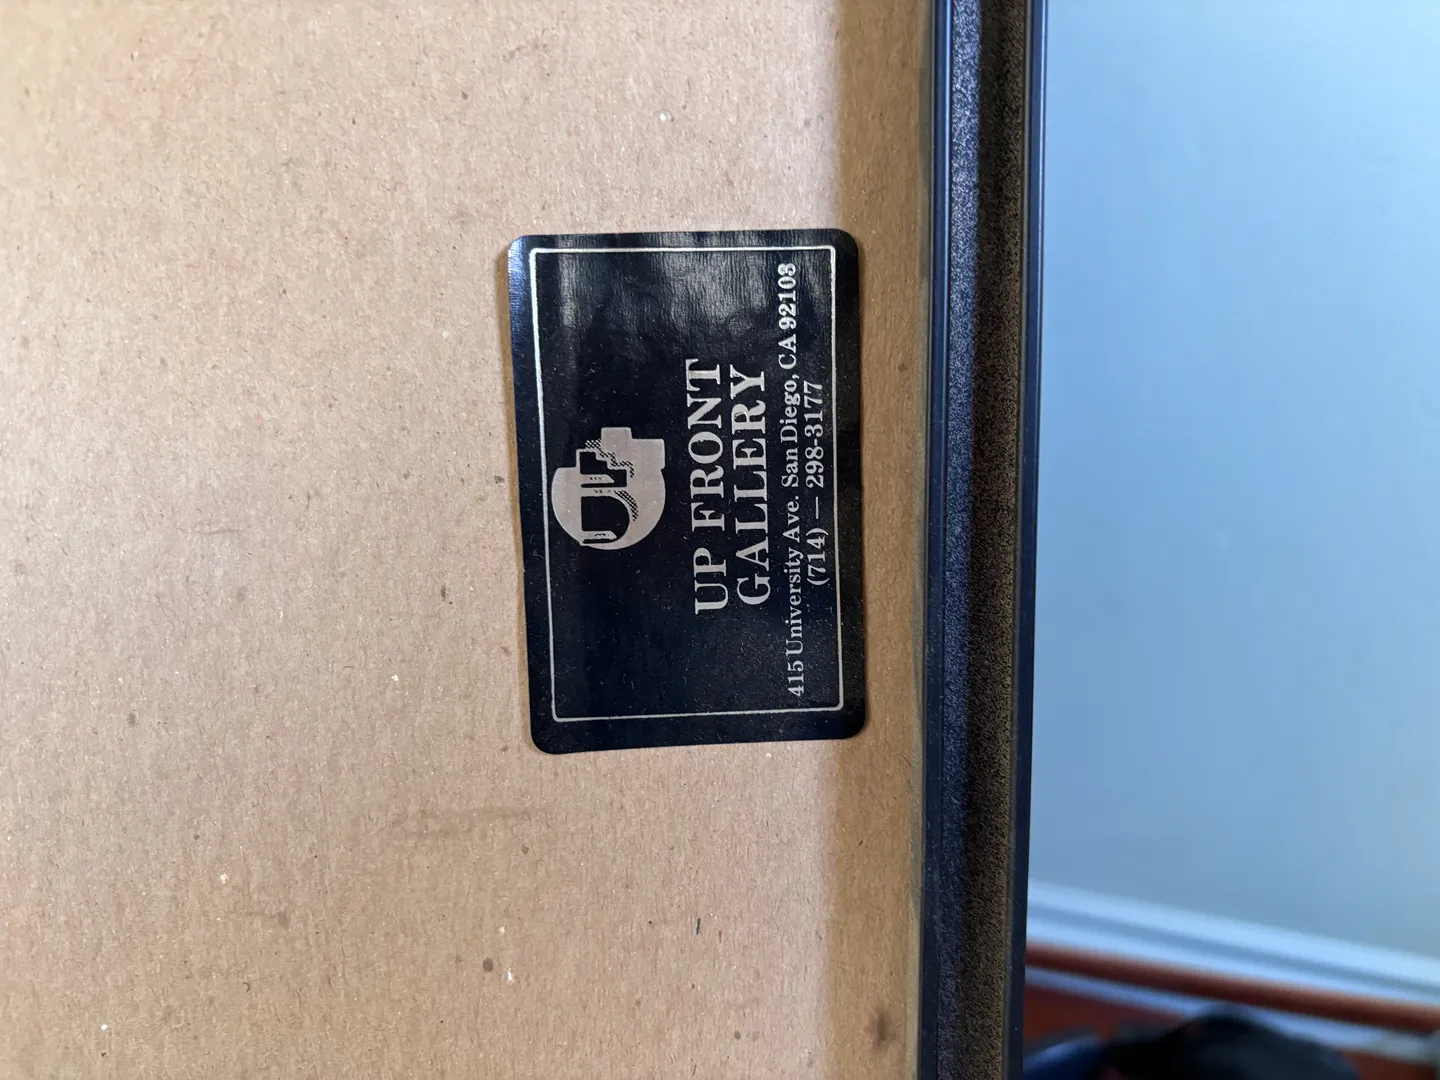 UP FRONT
GALLERY
415 University Ave. San Diego, CA 92103
(714) — 298-3177